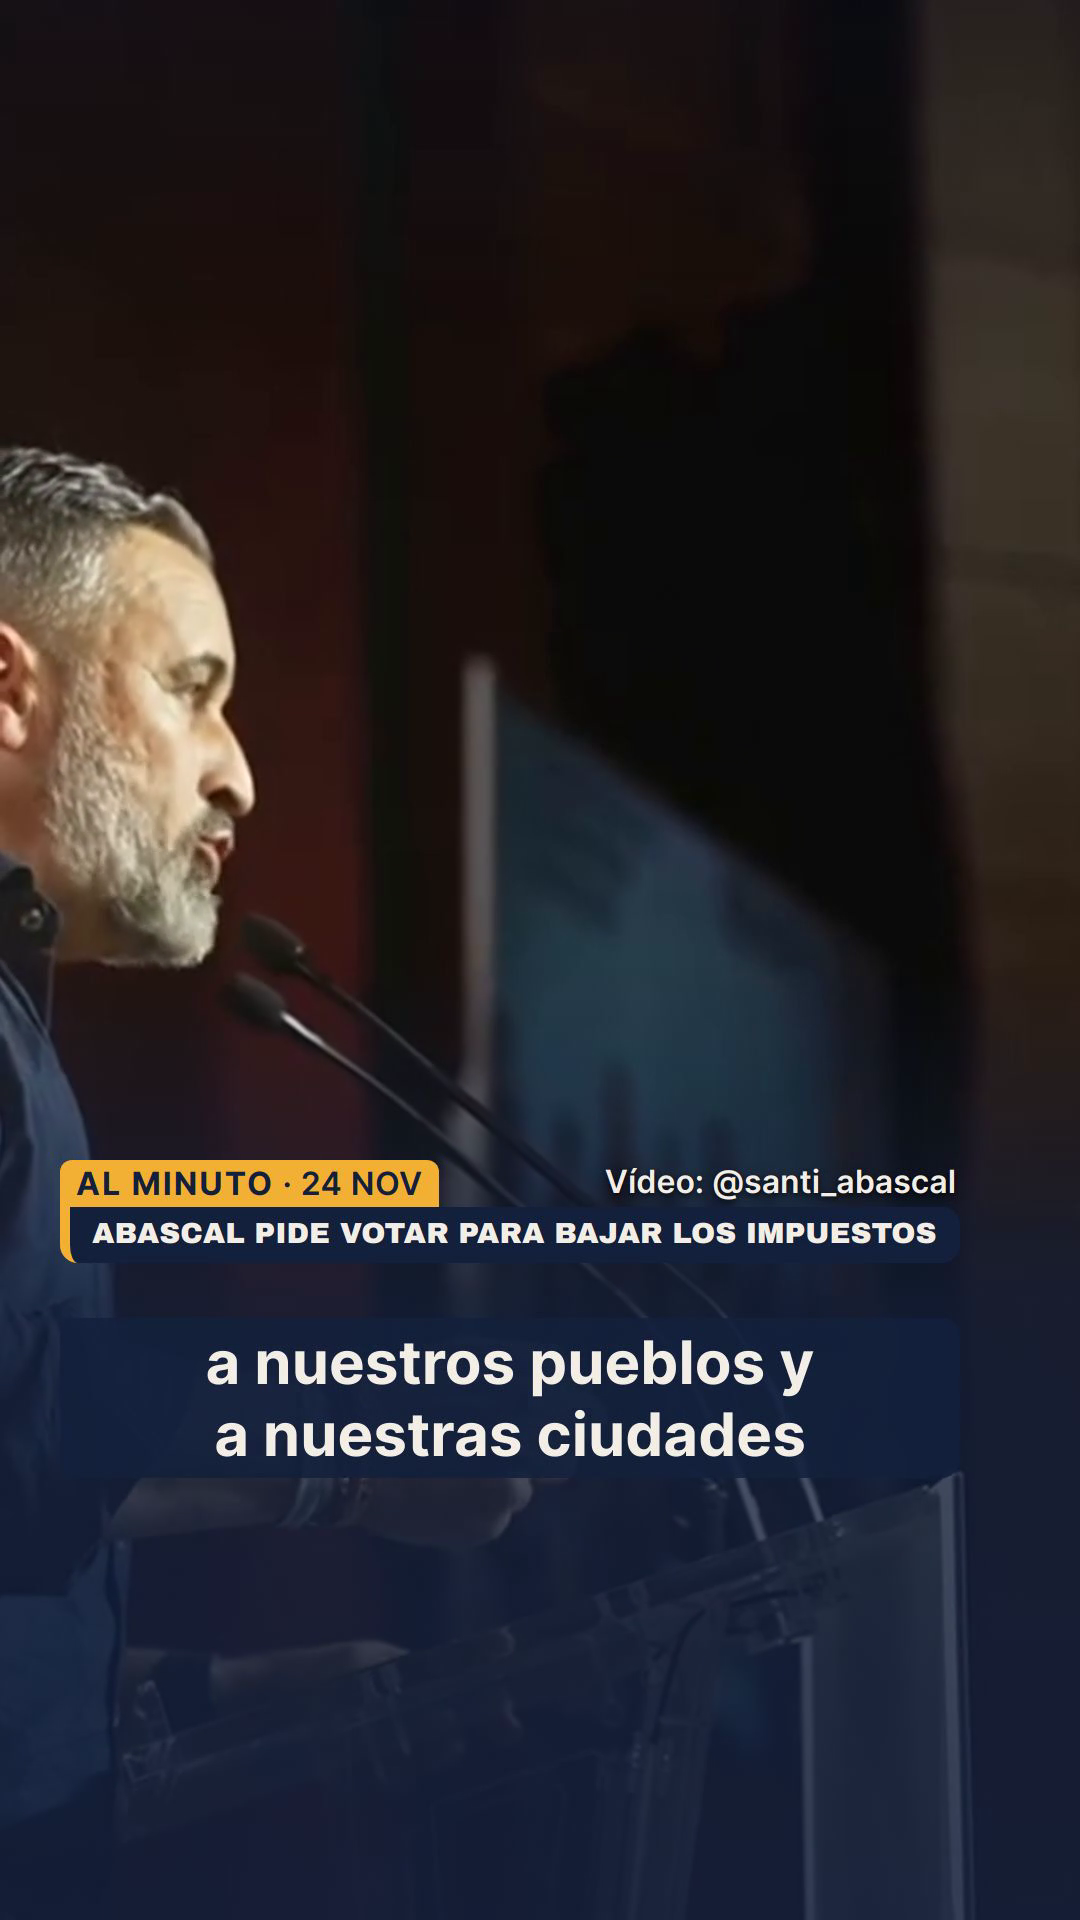 AL MINUTO · 24 NOV
Vídeo: @santi_abascal
ABASCAL PIDE VOTAR PARA BAJAR LOS IMPUESTOS
a nuestros pueblos y
a nuestras ciudades